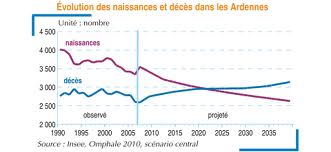 Évolution des naissances et décès dans les Ardennes
Unité : nombre
4 500
4 000
naissances
3 500
3 000
décès
2 500
observé
projeté
2 000
1990 1995 2000 2005 2010 2015 2020 2025 2030 2035
Source : Insee, Omphale 2010, scénario central